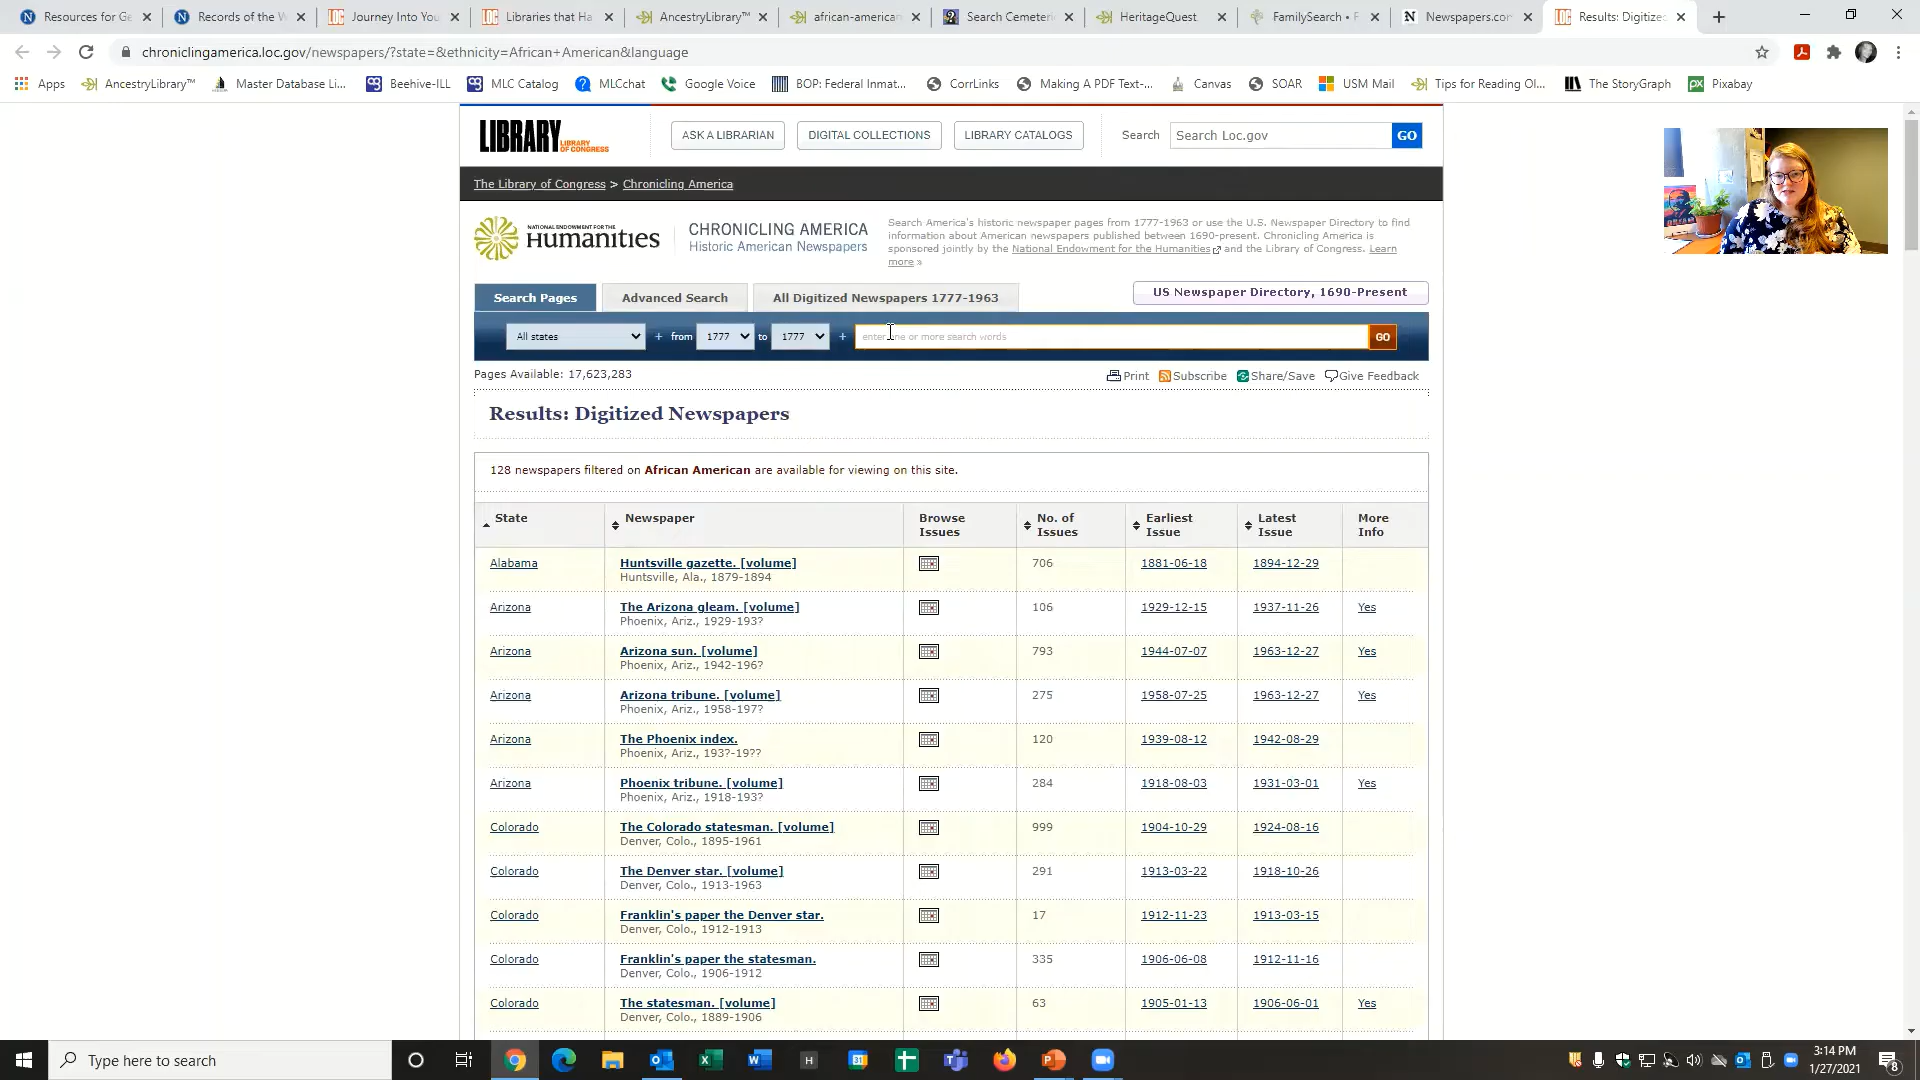 Resources for Ge
Records of the W
Journey Into You
Libraries that Ha
AncestryLibrary™
african-american
Search Cemeteri
HeritageQuest
FamilySearch • F
Newspapers.com
Results: Digitized
chroniclingamerica.loc.gov/newspapers/?state=&ethnicity=African+American&language
Apps
AncestryLibrary™
Master Database Li...
Beehive-ILL
MLC Catalog
MLCchat
Google Voice
BOP: Federal Inmat...
CorrLinks
Making A PDF Text-...
Canvas
SOAR
USM Mail
Tips for Reading Ol...
The StoryGraph
Pixabay
LIBRARY LIBRARY OF CONGRESS
ASK A LIBRARIAN
DIGITAL COLLECTIONS
LIBRARY CATALOGS
Search
Search Loc.gov
GO
The Library of Congress > Chronicling America
NATIONAL ENDOWMENT FOR THE
Humanities
CHRONICLING AMERICA
Historic American Newspapers
Search America's historic newspaper pages from 1777-1963 or use the U.S. Newspaper Directory to find
information about American newspapers published between 1690-present. Chronicling America is
sponsored jointly by the National Endowment for the Humanities and the Library of Congress. Learn
more »
Search Pages
Advanced Search
All Digitized Newspapers 1777-1963
US Newspaper Directory, 1690-Present
All states + from 1777 to 1777 + enter one or more search words GO
Pages Available: 17,623,283
Print Subscribe Share/Save Give Feedback
Results: Digitized Newspapers
128 newspapers filtered on African American are available for viewing on this site.
State Newspaper Browse Issues No. of Issues Earliest Issue Latest Issue More Info
Alabama Huntsville gazette. [volume] 706 1881-06-18 1894-12-29
Huntsville, Ala., 1879-1894
Arizona The Arizona gleam. [volume] 106 1929-12-15 1937-11-26 Yes
Phoenix, Ariz., 1929-193?
Arizona Arizona sun. [volume] 793 1944-07-07 1963-12-27 Yes
Phoenix, Ariz., 1942-196?
Arizona Arizona tribune. [volume] 275 1958-07-25 1963-12-27 Yes
Phoenix, Ariz., 1958-197?
Arizona The Phoenix index. 120 1939-08-12 1942-08-29
Phoenix, Ariz., 193?-19??
Arizona Phoenix tribune. [volume] 284 1918-08-03 1931-03-01 Yes
Phoenix, Ariz., 1918-193?
Colorado The Colorado statesman. [volume] 999 1904-10-29 1924-08-16
Denver, Colo., 1895-1961
Colorado The Denver star. [volume] 291 1913-03-22 1918-10-26
Denver, Colo., 1913-1963
Colorado Franklin's paper the Denver star. 17 1912-11-23 1913-03-15
Denver, Colo., 1912-1913
Colorado Franklin's paper the statesman. 335 1906-06-08 1912-11-16
Denver, Colo., 1906-1912
Colorado The statesman. [volume] 63 1905-01-13 1906-06-01 Yes
Denver, Colo., 1889-1906
Type here to search
3:14 PM
1/27/2021
8